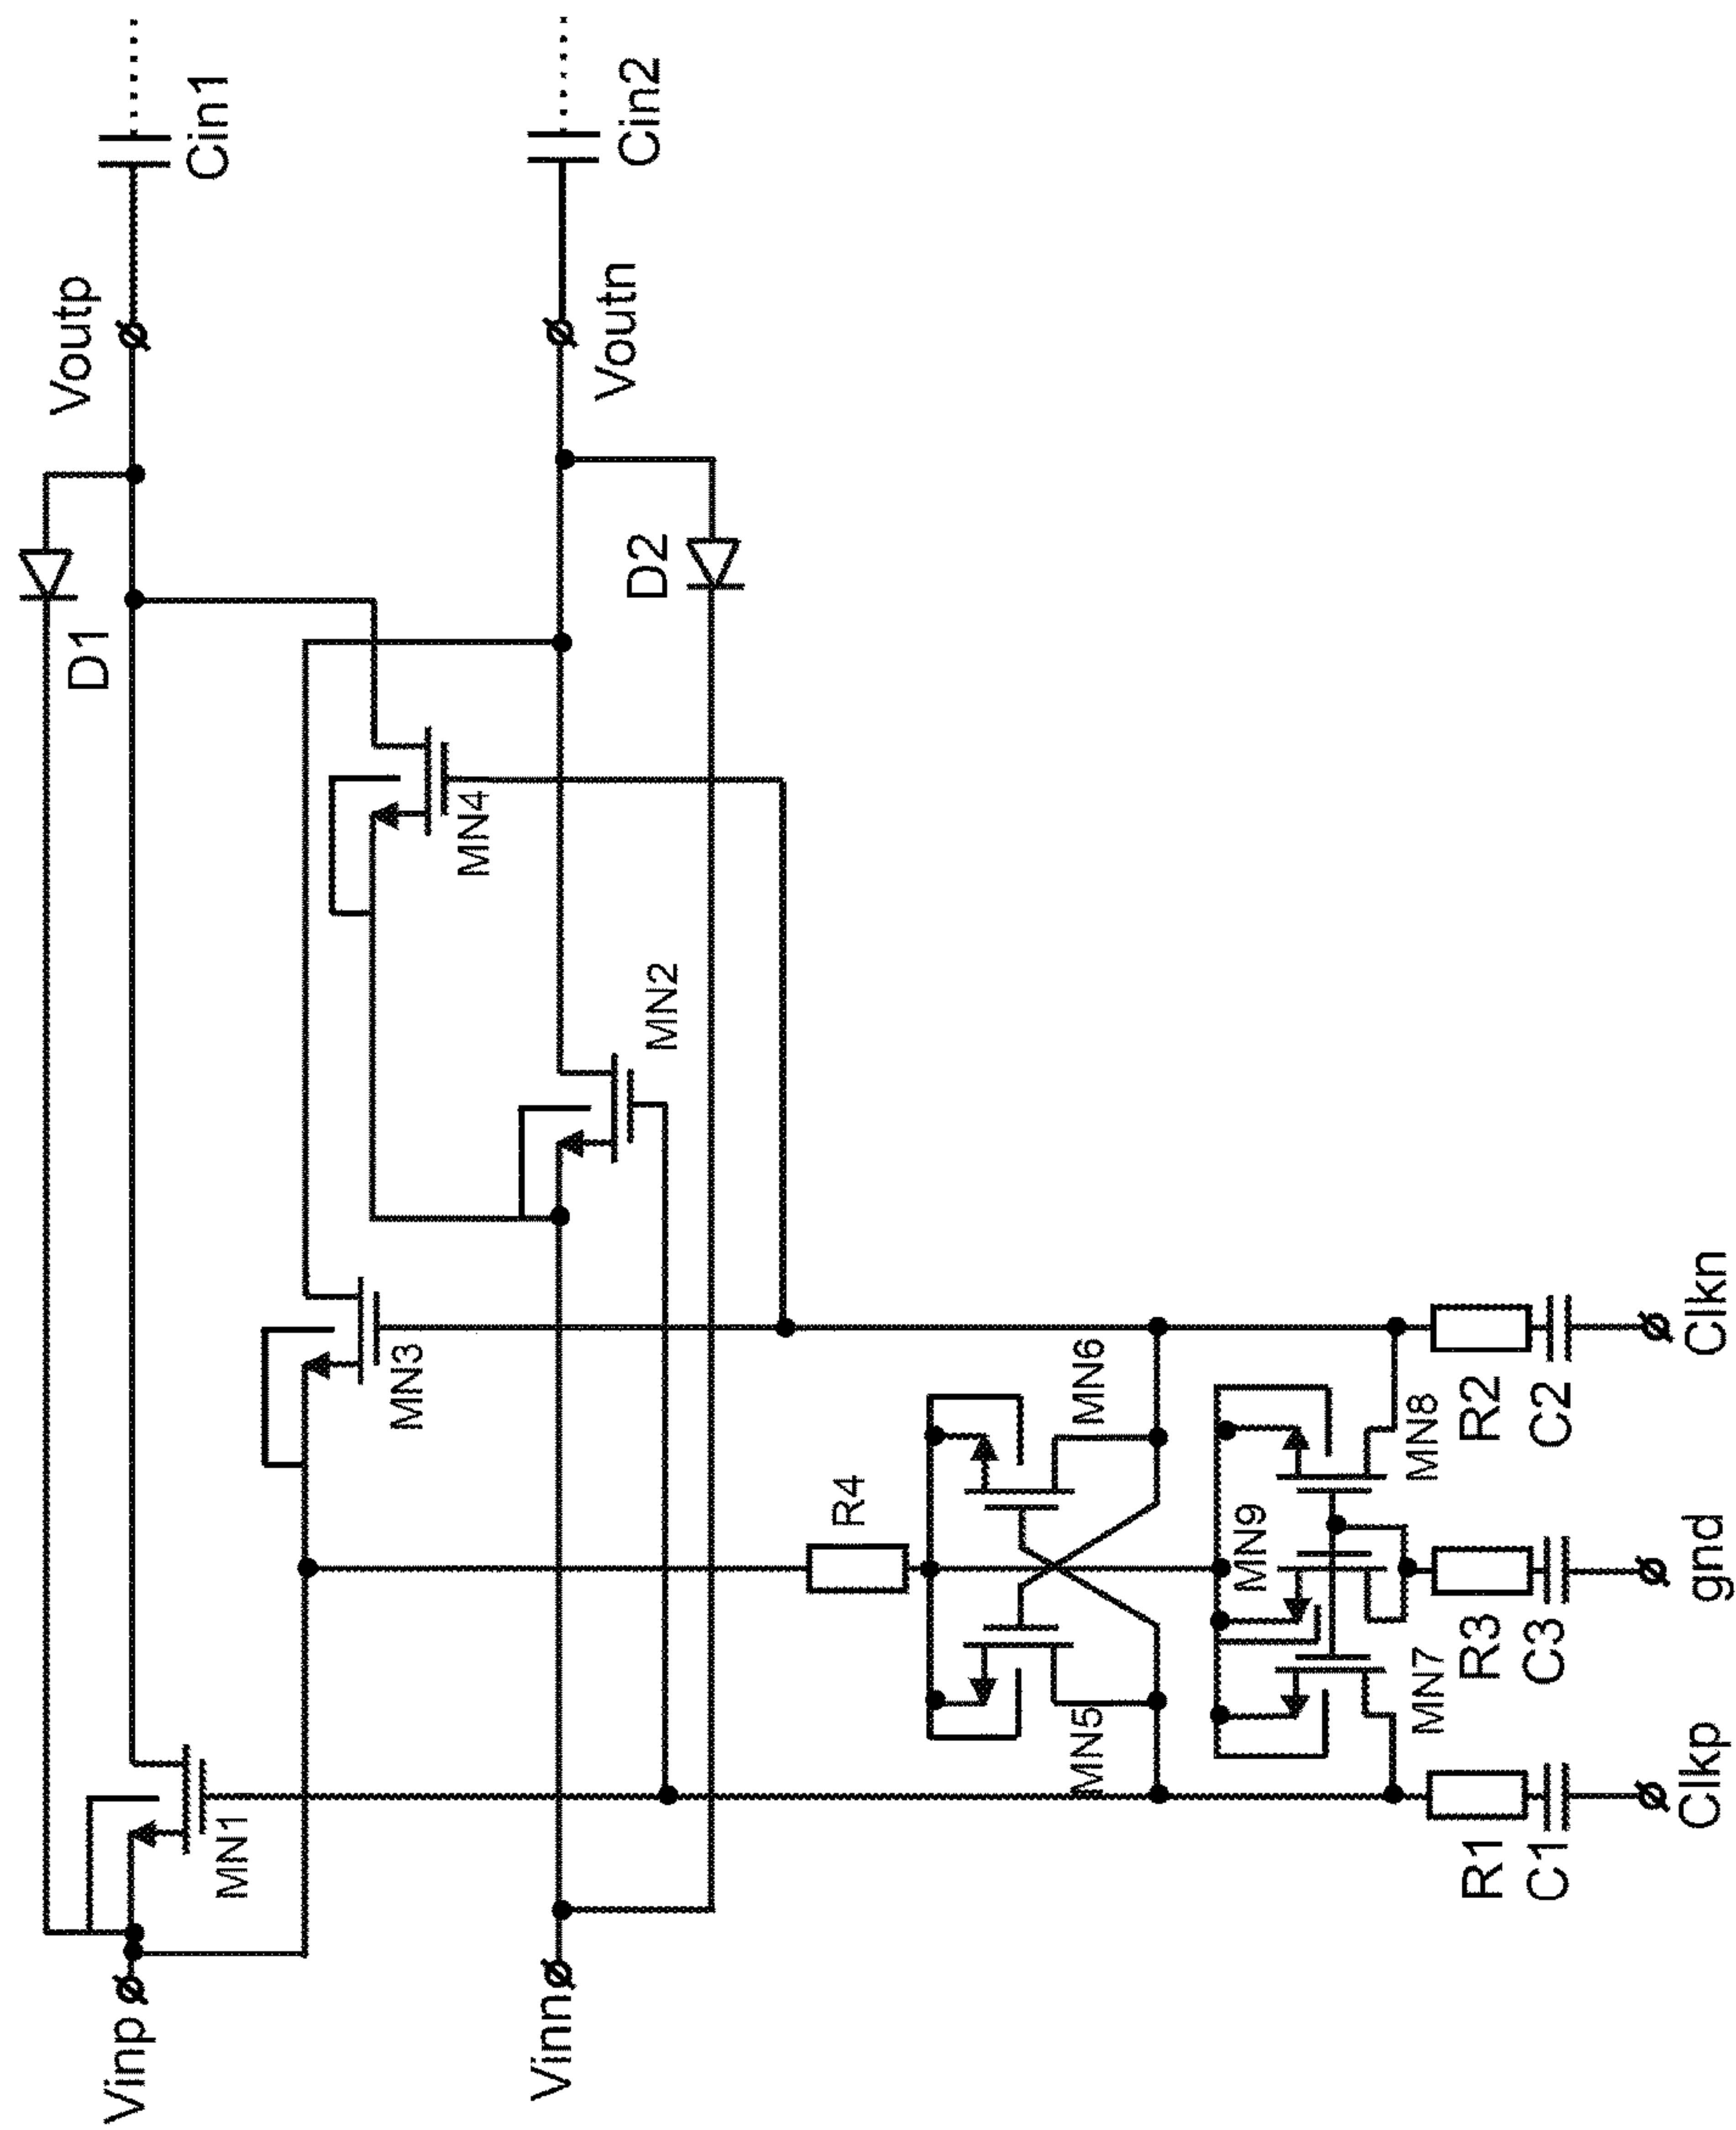 Voutp
Cin1
D1
Vinp
MN1
MN4
MN3
MN2
Voutn
Cin2
D2
Vinn
R4
MN6
MN5
MN9
MN8
MN7
R1
C1
Clkp
R3
C3
gnd
R2
C2
Clkn